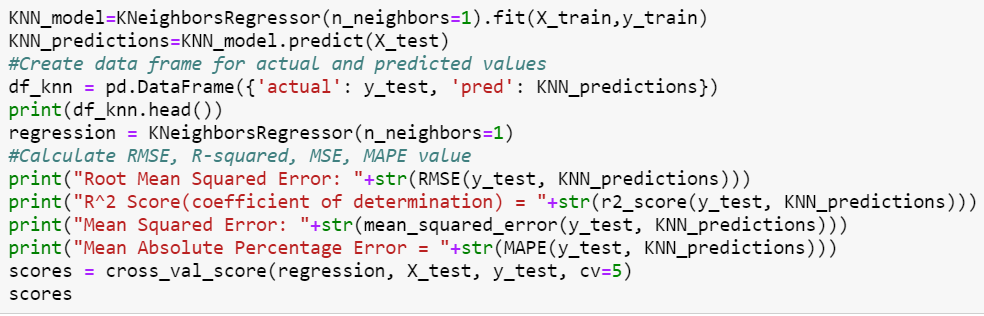 KNN_model=KNeighborsRegressor(n_neighbors=1).fit(X_train,y_train)
KNN_predictions=KNN_model.predict(X_test)
#Create data frame for actual and predicted values
df_knn = pd.DataFrame({'actual': y_test, 'pred': KNN_predictions})
print(df_knn.head())
regression = KNeighborsRegressor(n_neighbors=1)
#Calculate RMSE, R-squared, MSE, MAPE value
print("Root Mean Squared Error: "+str(RMSE(y_test, KNN_predictions)))
print("R^2 Score(coefficient of determination) = "+str(r2_score(y_test, KNN_predictions)))
print("Mean Squared Error: "+str(mean_squared_error(y_test, KNN_predictions)))
print("Mean Absolute Percentage Error = "+str(MAPE(y_test, KNN_predictions)))
scores = cross_val_score(regression, X_test, y_test, cv=5)
scores